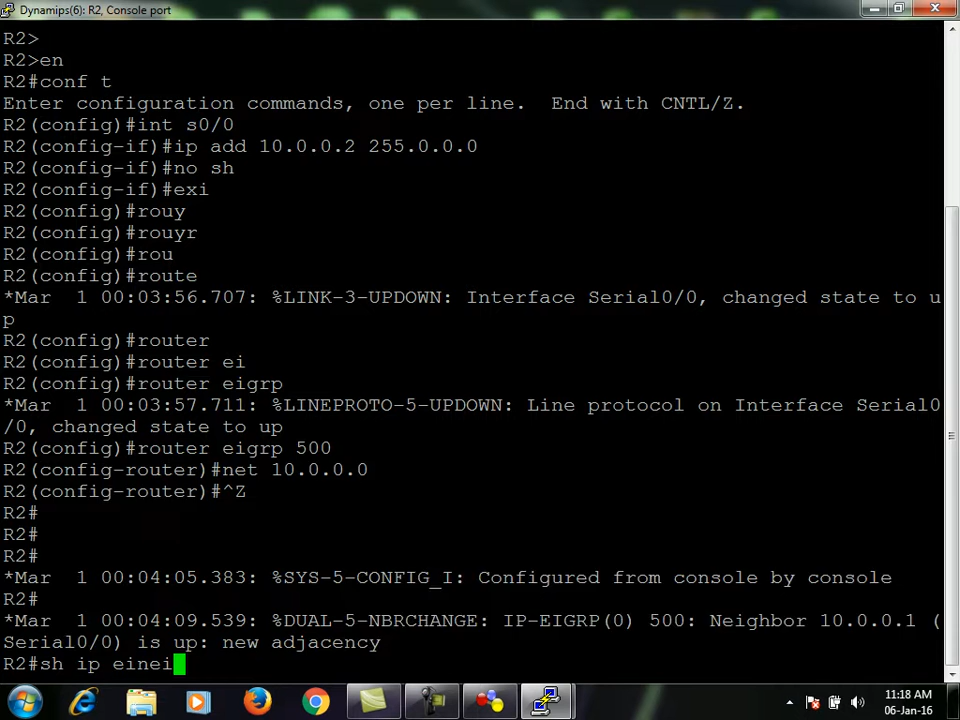 Dynamips(6): R2, Console port
R2>
R2>en
R2#conf t
Enter configuration commands, one per line.  End with CNTL/Z.
R2(config)#int s0/0
R2(config-if)#ip add 10.0.0.2 255.0.0.0
R2(config-if)#no sh
R2(config-if)#exi
R2(config)#rouy
R2(config)#rouyr
R2(config)#rou
R2(config)#route
*Mar  1 00:03:56.707: %LINK-3-UPDOWN: Interface Serial0/0, changed state to u
p
R2(config)#router
R2(config)#router ei
R2(config)#router eigrp
*Mar  1 00:03:57.711: %LINEPROTO-5-UPDOWN: Line protocol on Interface Serial0
/0, changed state to up
R2(config)#router eigrp 500
R2(config-router)#net 10.0.0.0
R2(config-router)#^Z
R2#
R2#
R2#
*Mar  1 00:04:05.383: %SYS-5-CONFIG_I: Configured from console by console
R2#
*Mar  1 00:04:09.539: %DUAL-5-NBRCHANGE: IP-EIGRP(0) 500: Neighbor 10.0.0.1 (
Serial0/0) is up: new adjacency
R2#sh ip einei
11:18 AM
06-Jan-16